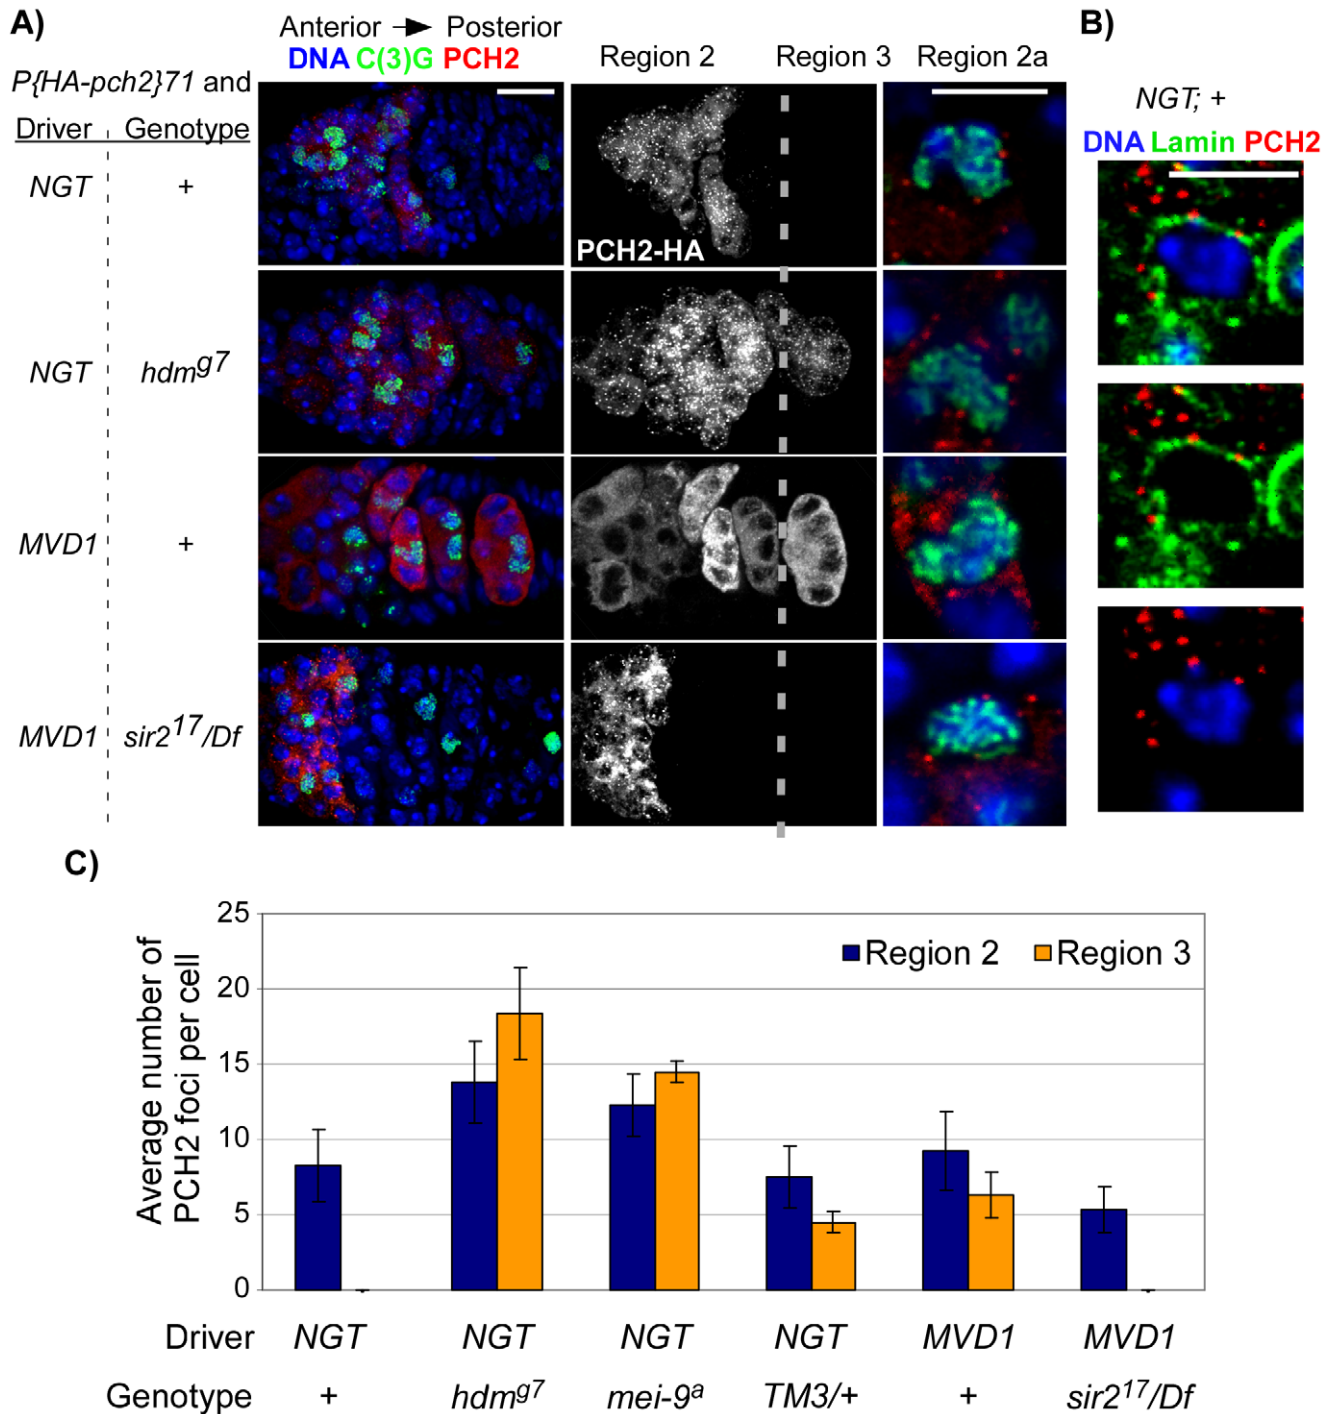 A)
Anterior → Posterior
DNA C(3)G PCH2
Region 2
Region 3
Region 2a
P{HA-pch2}71 and
Driver Genotype
NGT +
PCH2-HA
NGT hdm^g7
MVD1 +
MVD1 sir2^17/Df
B)
NGT; +
DNA Lamin PCH2
C)
Average number of
PCH2 foci per cell
25
20
15
10
5
0
Region 2 Region 3
Driver NGT NGT NGT NGT MVD1 MVD1
Genotype + hdm^g7 mei-9^a TM3/+ + sir2^17/Df